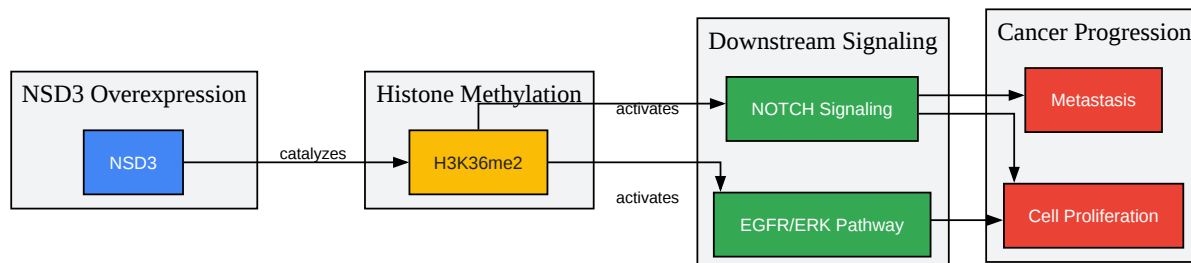 NSD3 Overexpression
NSD3
catalyzes
Histone Methylation
H3K36me2
activates
activates
Downstream Signaling
NOTCH Signaling
EGFR/ERK Pathway
Cancer Progression
Metastasis
Cell Proliferation